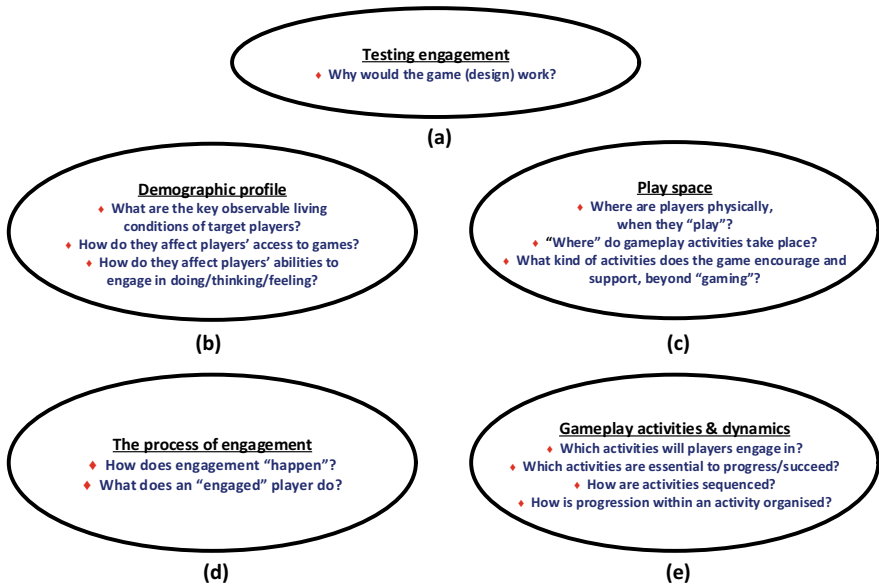 Testing engagement
♦ Why would the game (design) work?
(a)
Demographic profile
♦ What are the key observable living
conditions of target players?
♦ How do they affect players’ access to games?
♦ How do they affect players’ abilities to
engage in doing/thinking/feeling?
(b)
Play space
♦ Where are players physically,
when they “play”?
♦ “Where” do gameplay activities take place?
♦ What kind of activities does the game encourage and
support, beyond “gaming”?
(c)
The process of engagement
♦ How does engagement “happen”?
♦ What does an “engaged” player do?
(d)
Gameplay activities & dynamics
♦ Which activities will players engage in?
♦ Which activities are essential to progress/succeed?
♦ How are activities sequenced?
♦ How is progression within an activity organised?
(e)